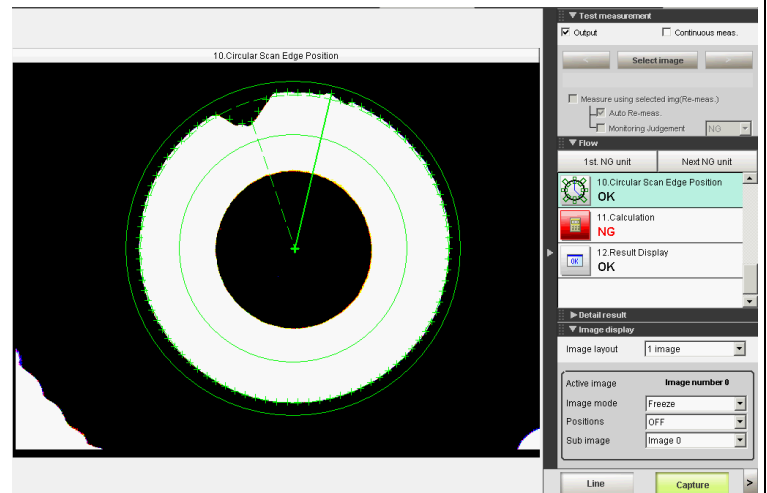 10.Circular Scan Edge Position
▼ Test measurement
Output
Continuous meas.
<
Select image
>
Measure using selected img(Re-meas.)
Auto Re-meas.
Monitoring Judgement
NG
▼ Flow
1st. NG unit
Next NG unit
10.Circular Scan Edge Position
OK
11.Calculation
NG
12.Result Display
OK
OK
▶ Detail result
▼ Image display
Image layout
1 image
Active image
Image number 0
Image mode
Freeze
Positions
OFF
Sub image
Image 0
Line
Capture
>